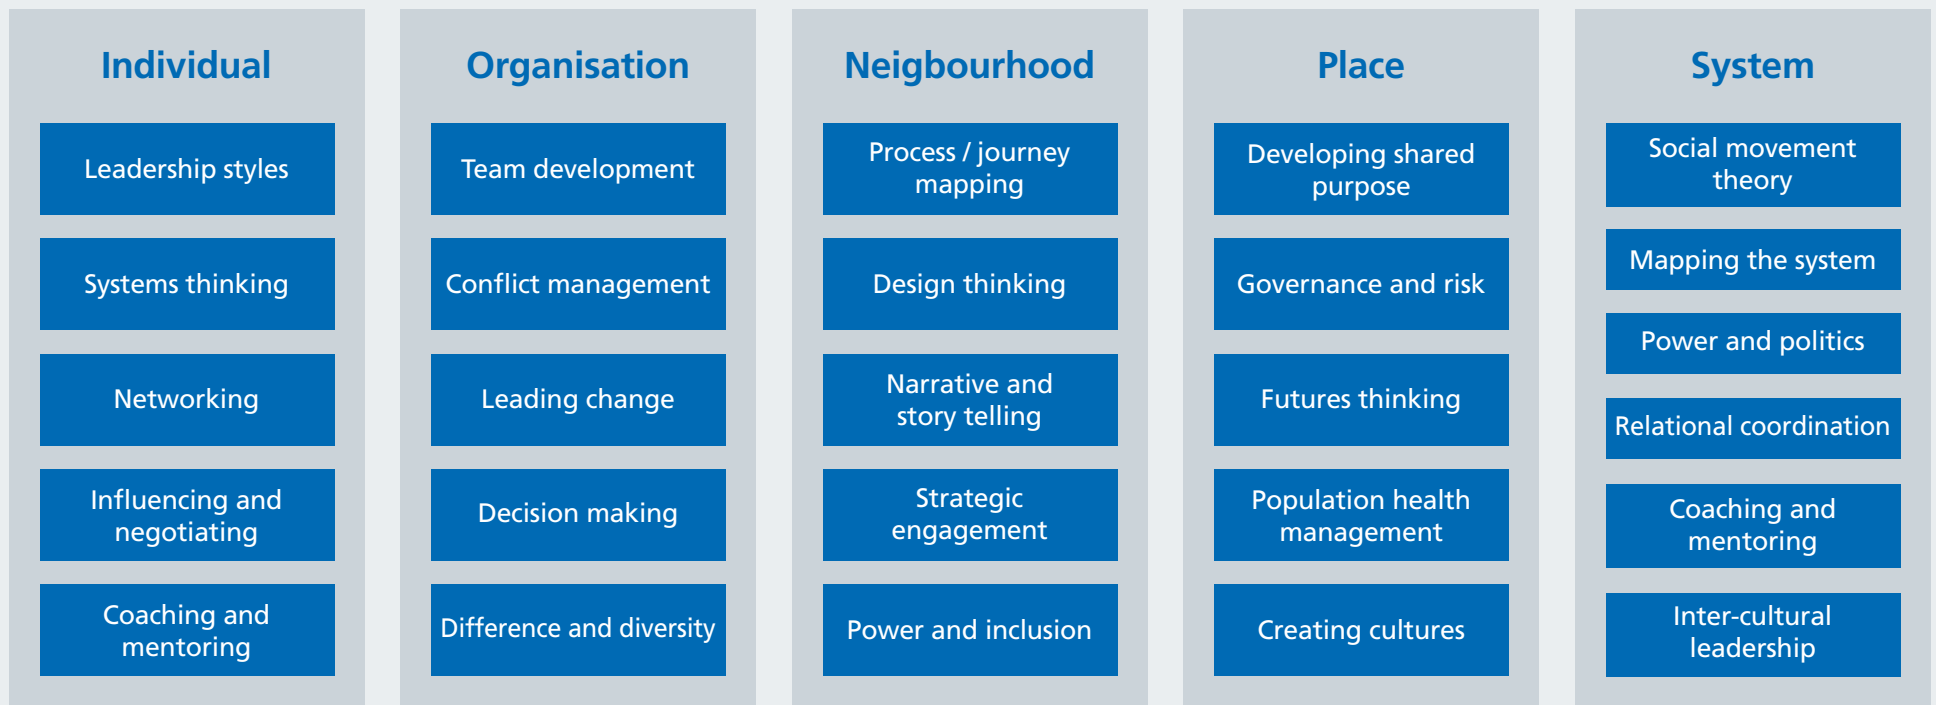 Individual
Leadership styles
Systems thinking
Networking
Influencing and
negotiating
Coaching and
mentoring
Organisation
Team development
Conflict management
Leading change
Decision making
Difference and diversity
Neigbourhood
Process / journey
mapping
Design thinking
Narrative and
story telling
Strategic
engagement
Power and inclusion
Place
Developing shared
purpose
Governance and risk
Futures thinking
Population health
management
Creating cultures
System
Social movement
theory
Mapping the system
Power and politics
Relational coordination
Coaching and
mentoring
Inter-cultural
leadership